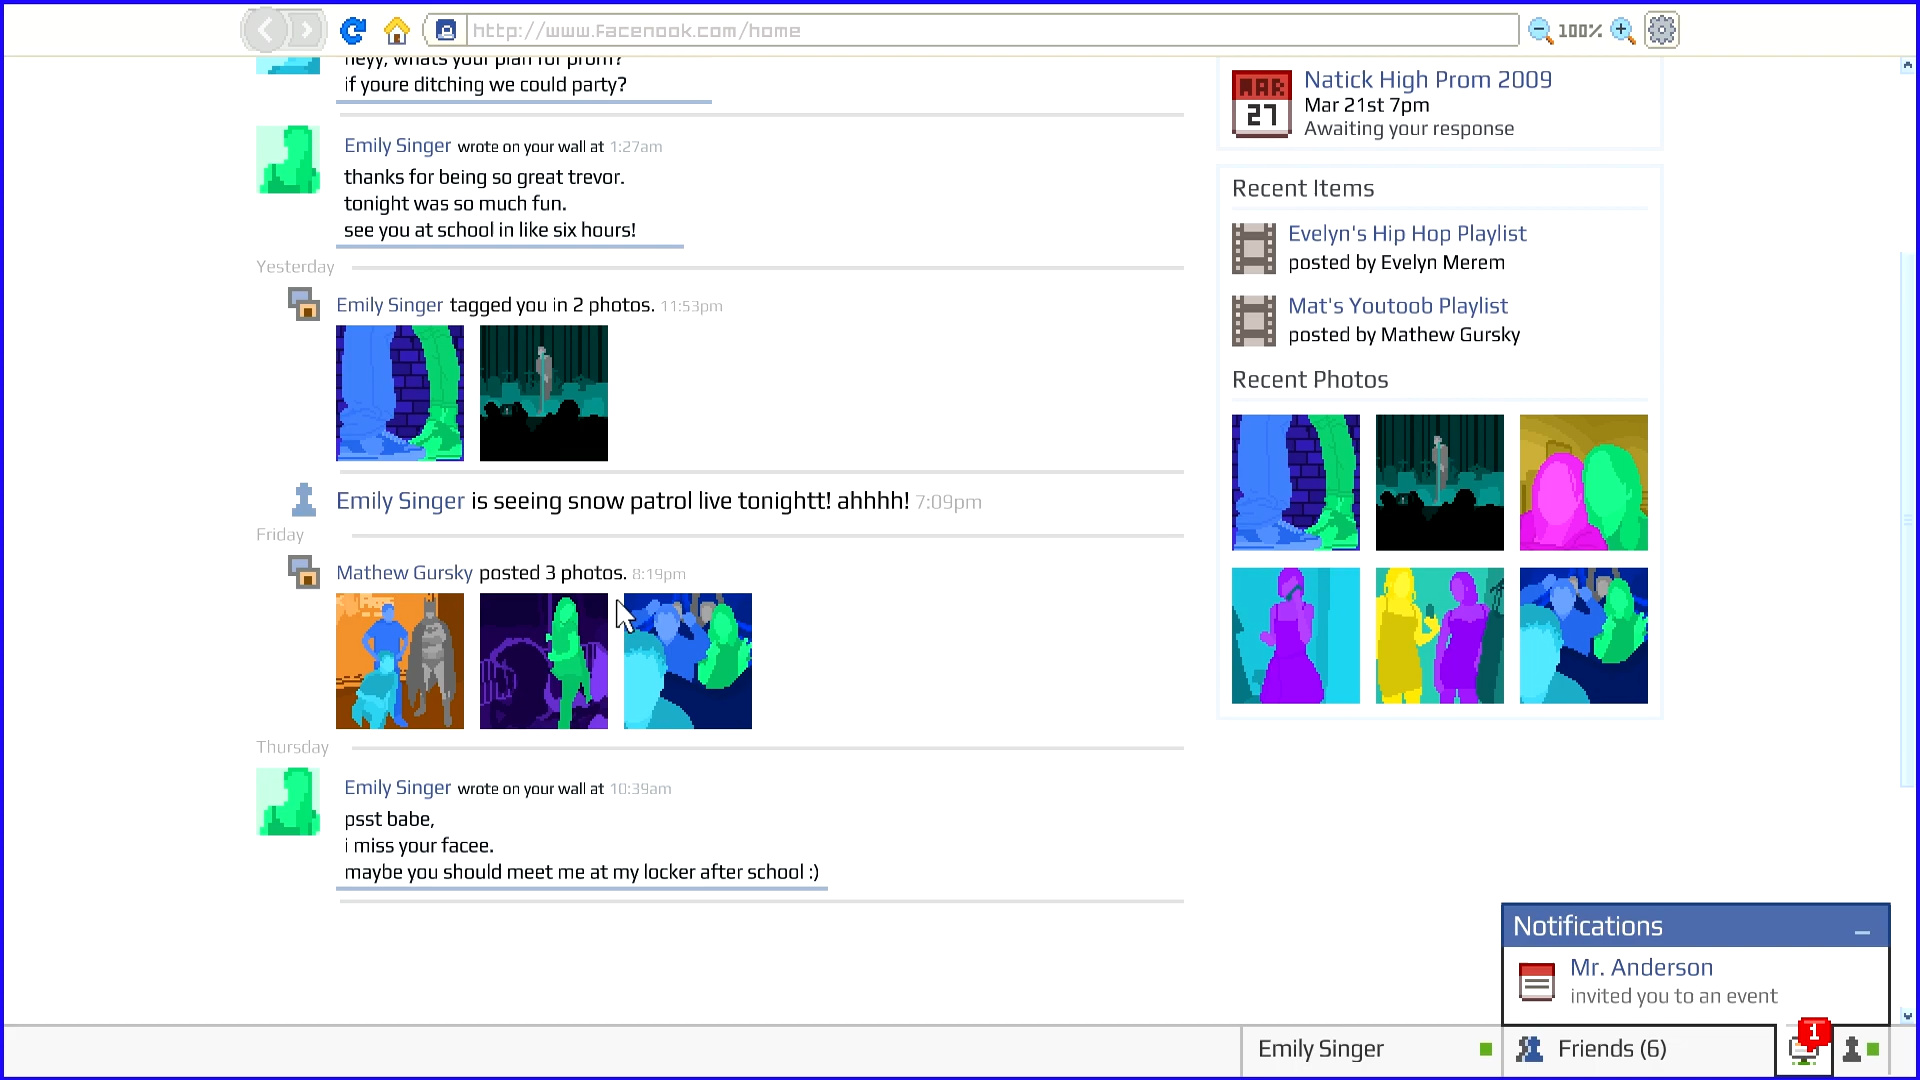 http://www.facenook.com/home
100%
heyy, whats your plan for prom?
if youre ditching we could party?
Emily Singer wrote on your wall at 1:27am
thanks for being so great trevor.
tonight was so much fun.
see you at school in like six hours!
Yesterday
Emily Singer tagged you in 2 photos. 11:53pm
Emily Singer is seeing snow patrol live tonightt! ahhhh! 7:09pm
Friday
Mathew Gursky posted 3 photos. 8:19pm
Thursday
Emily Singer wrote on your wall at 10:39am
psst babe,
i miss your facee.
maybe you should meet me at my locker after school :)
MAR
27
Natick High Prom 2009
Mar 21st 7pm
Awaiting your response
Recent Items
Evelyn's Hip Hop Playlist
posted by Evelyn Merem
Mat's Youtoob Playlist
posted by Mathew Gursky
Recent Photos
Notifications
Mr. Anderson
invited you to an event
Emily Singer
Friends (6)
1